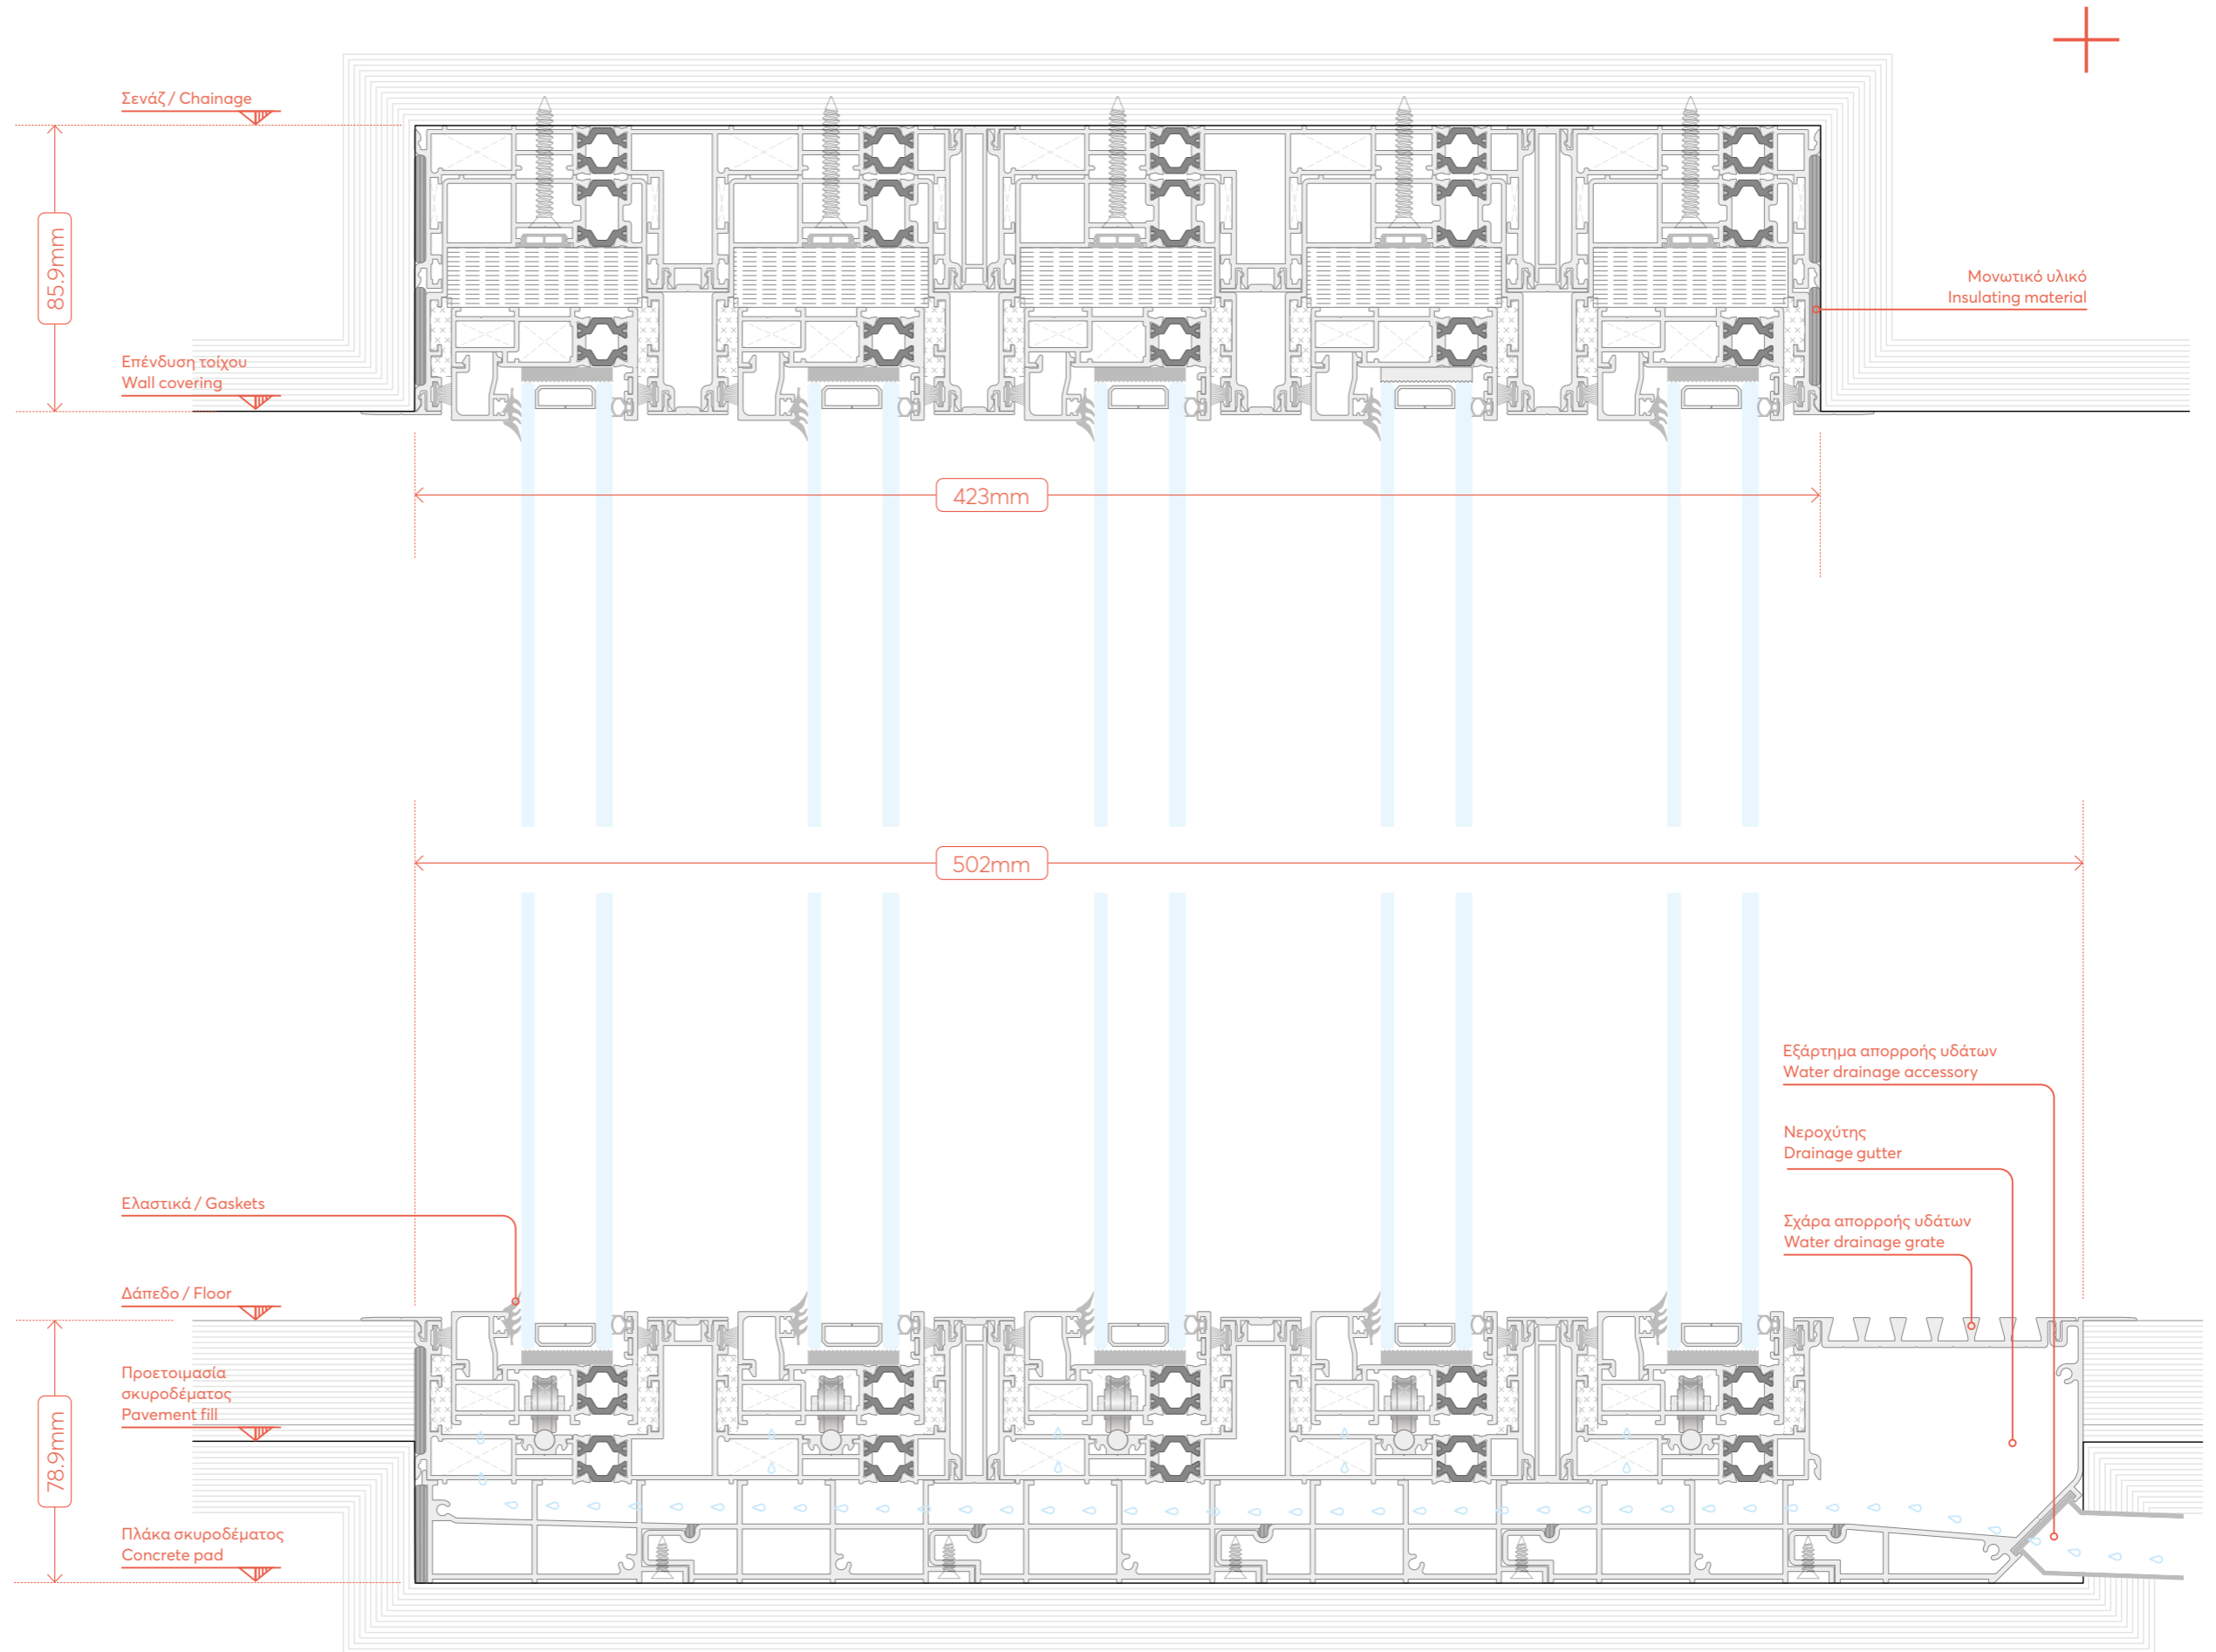 Σενάζ / Chainage
85.9mm
Επένδυση τοίχου
Wall covering
Μονωτικό υλικό
Insulating material
423mm
502mm
Εξάρτημα απορροής υδάτων
Water drainage accessory
Νεροχύτης
Drainage gutter
Σχάρα απορροής υδάτων
Water drainage grate
Ελαστικά / Gaskets
Δάπεδο / Floor
Προετοιμασία
σκυροδέματος
Pavement fill
78.9mm
Πλάκα σκυροδέματος
Concrete pad